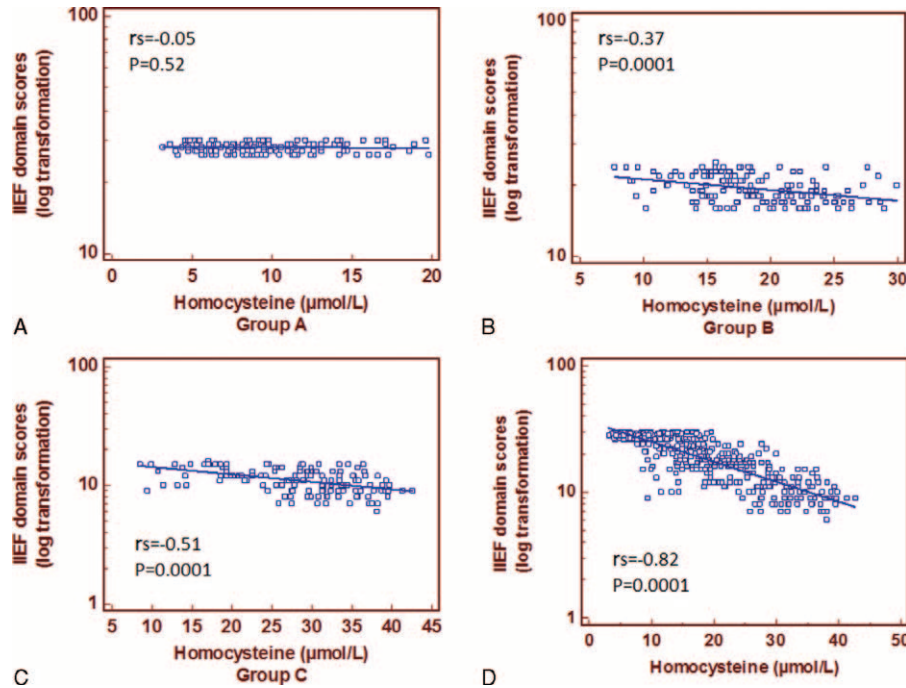 100
10
IIEF domain scores
(log transformation)
rs=-0.05
P=0.52
0 5 10 15 20
Homocysteine (μmol/L)
Group A
A
100
10
IIEF domain scores
(log transformation)
rs=-0.37
P=0.0001
5 10 15 20 25 30
Homocysteine (μmol/L)
Group B
B
100
10
1
IIEF domain scores
(log transformation)
rs=-0.51
P=0.0001
5 10 15 20 25 30 35 40 45
Homocysteine (μmol/L)
Group C
C
100
10
1
IIEF domain scores
(log transformation)
rs=-0.82
P=0.0001
0 10 20 30 40 50
Homocysteine (μmol/L)
D